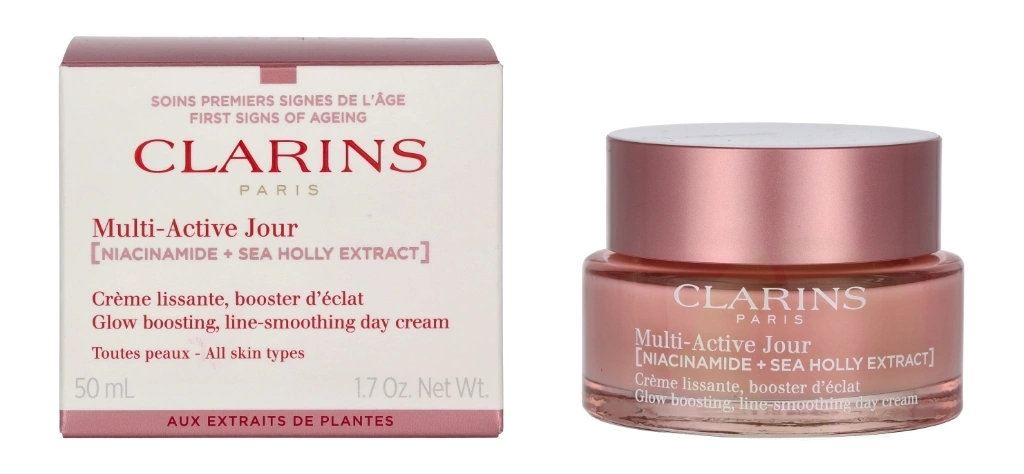 SOINS PREMIERS SIGNES DE L'ÂGE
FIRST SIGNS OF AGEING
CLARINS
PARIS
Multi-Active Jour
[NIACINAMIDE + SEA HOLLY EXTRACT]
Crème lissante, booster d'éclat
Glow boosting, line-smoothing day cream
Toutes peaux - All skin types
50 mL 1.7 Oz. Net Wt.
AUX EXTRAITS DE PLANTES
CLARINS
PARIS
Multi-Active Jour
[NIACINAMIDE + SEA HOLLY EXTRACT]
Crème lissante, booster d'éclat
Glow boosting, line-smoothing day cream